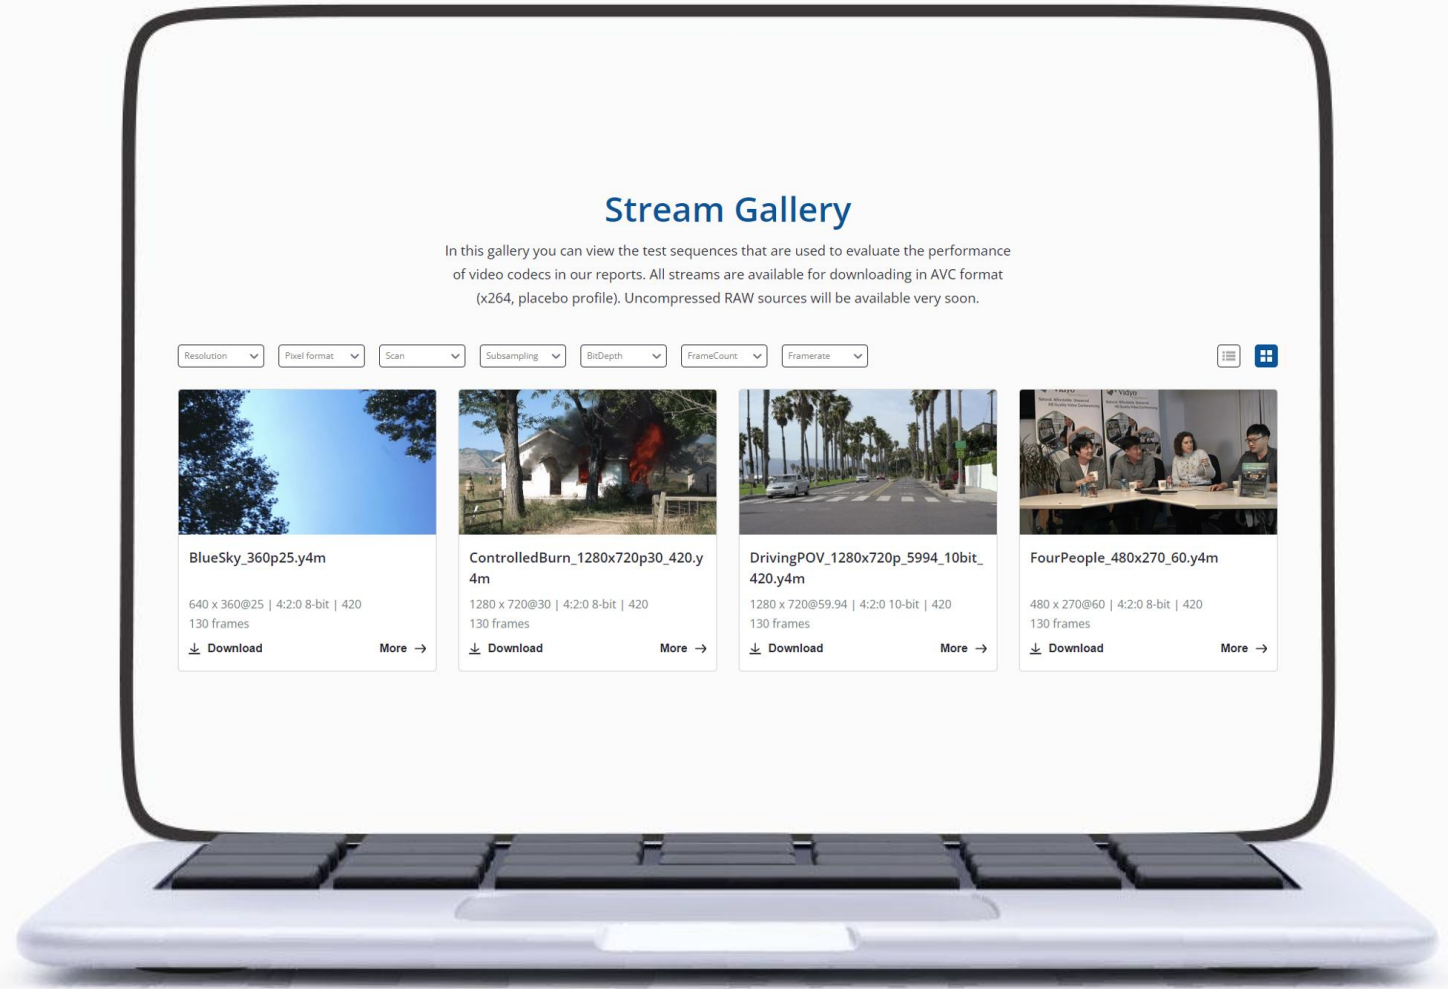 Stream Gallery
In this gallery you can view the test sequences that are used to evaluate the performance
of video codecs in our reports. All streams are available for downloading in AVC format
(x264, placebo profile). Uncompressed RAW sources will be available very soon.
Resolution Pixel format Scan Subsampling BitDepth FrameCount Framerate
Vidyo Vidyo
BlueSky_360p25.y4m
640 x 360@25 | 4:2:0 8-bit | 420
130 frames
Download More →
ControlledBurn_1280x720p30_420.y
4m
1280 x 720@30 | 4:2:0 8-bit | 420
130 frames
Download More →
DrivingPOV_1280x720p_5994_10bit_
420.y4m
1280 x 720@59.94 | 4:2:0 10-bit | 420
130 frames
Download More →
FourPeople_480x270_60.y4m
480 x 270@60 | 4:2:0 8-bit | 420
130 frames
Download More →